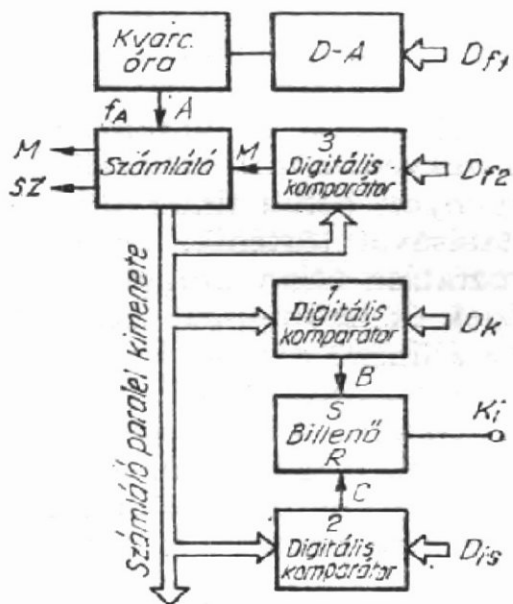 Kvarc.
óra
D-A
Df1
fA
A
M
SZ
Számláló
M
3
Digitális
komparátor
Df2
1
Digitális
komparátor
DK
B
S
Billenő
R
Ki
C
2
Digitális
komparátor
Dis
Számláló paralel kimenete